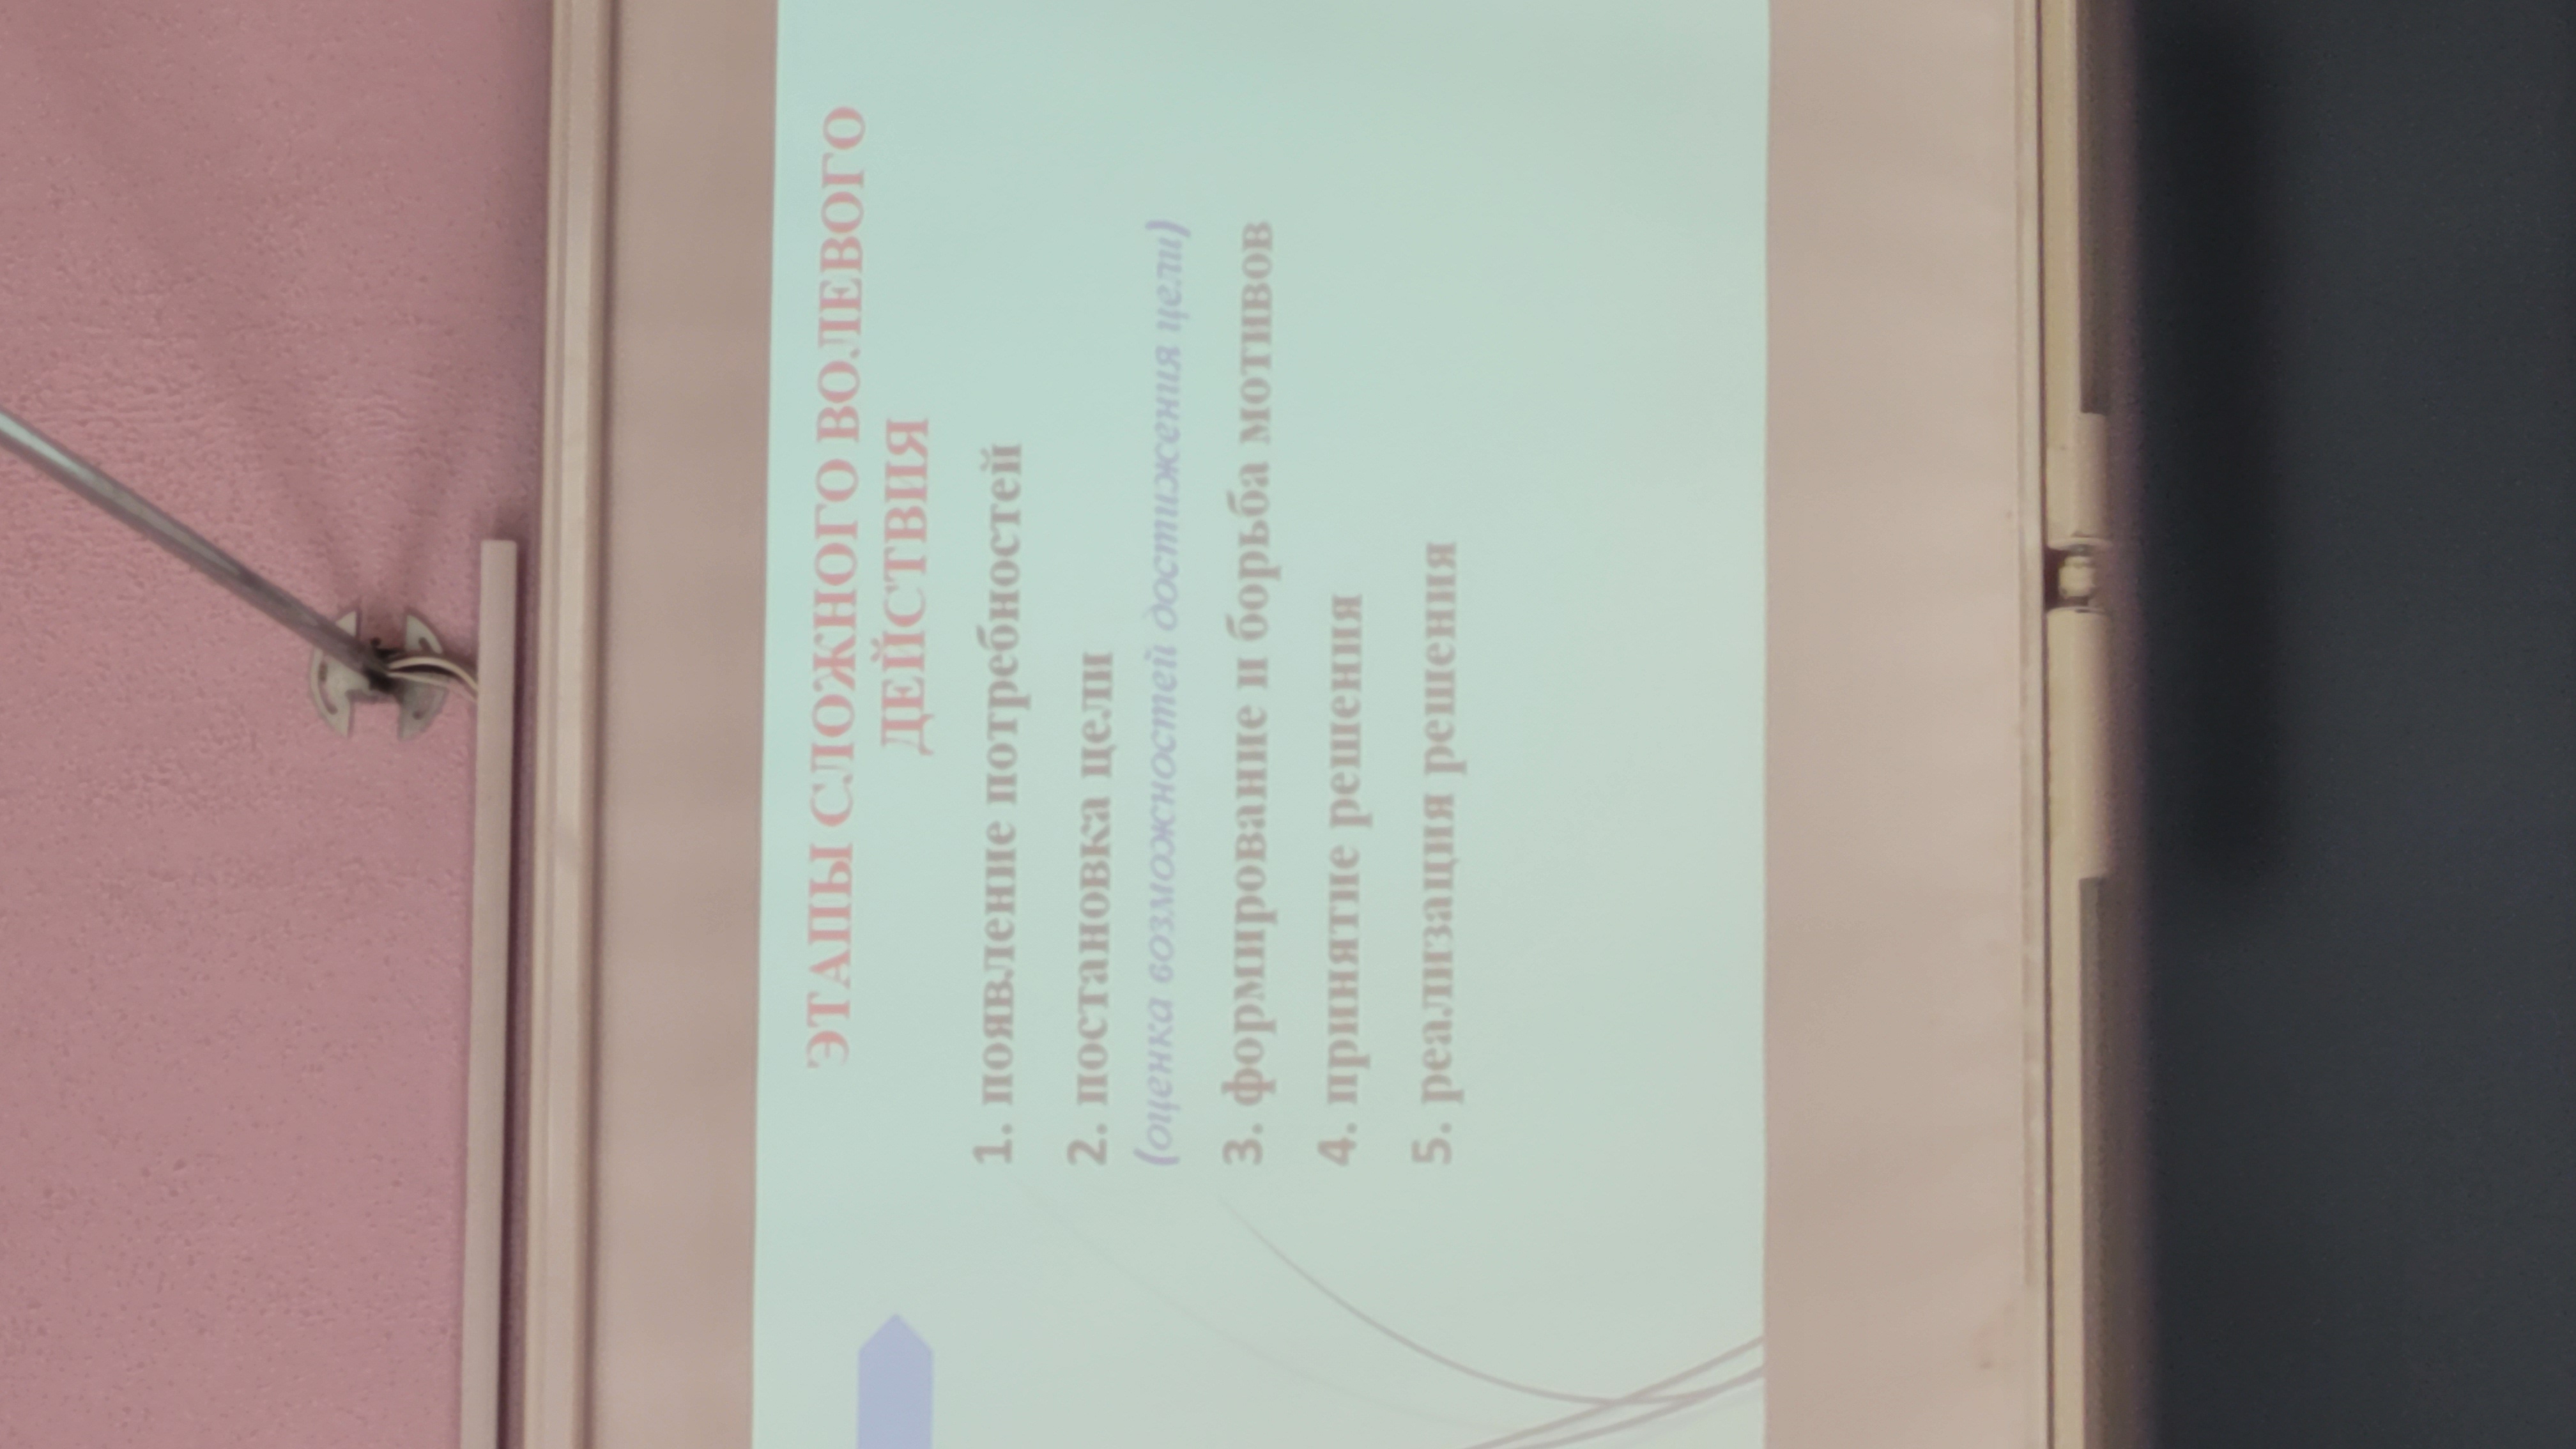 ЭТАПЫ СЛОЖНОГО ВОЛЕВОГО
ДЕЙСТВИЯ
1. появление потребностей
2. постановка цели
(оценка возможностей достижения цели)
3. формирование и борьба мотивов
4. принятие решения
5. реализация решения